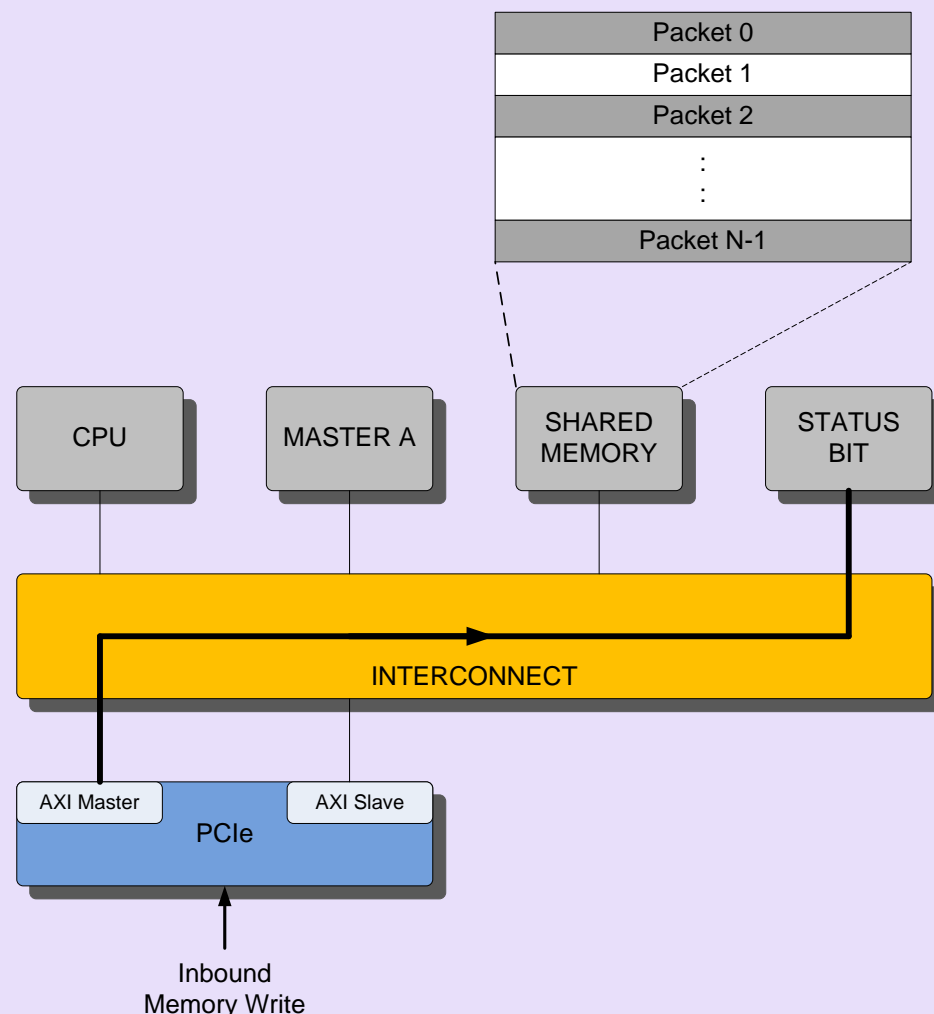 Packet 0
Packet 1
Packet 2
:
:
Packet N-1
CPU
MASTER A
SHARED
MEMORY
STATUS
BIT
INTERCONNECT
AXI Master
AXI Slave
PCIe
Inbound
Memory Write